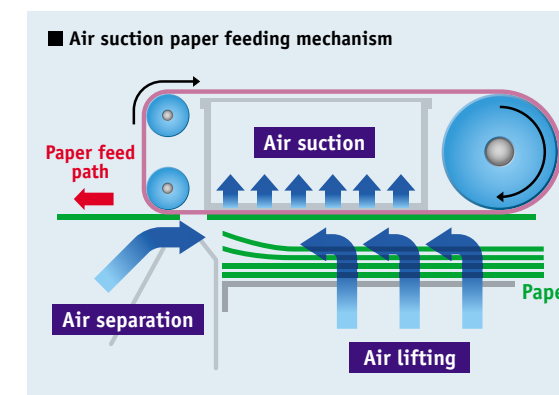 ■ Air suction paper feeding mechanism
Air suction
Paper feed
path
Air separation
Air lifting